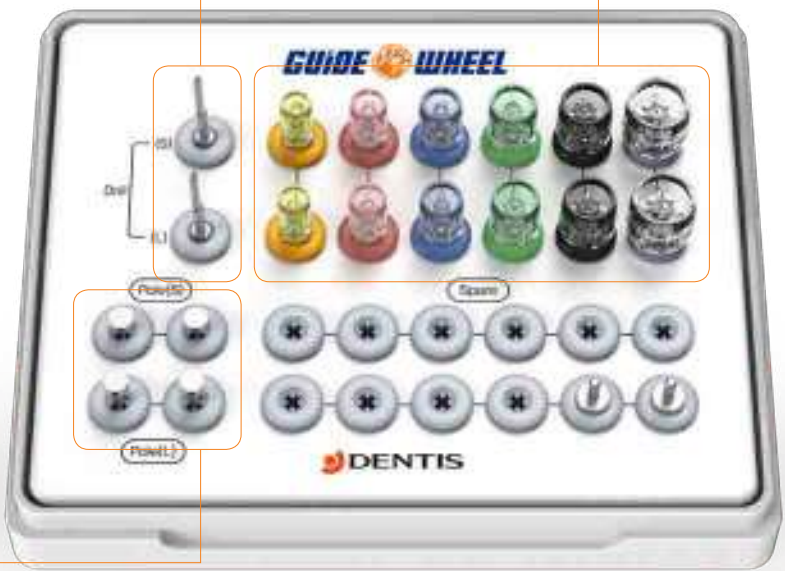 GUIDE WHEEL
(S)
Drill
(L)
Pole(S)
Spare
Pole(L)
DENTIS